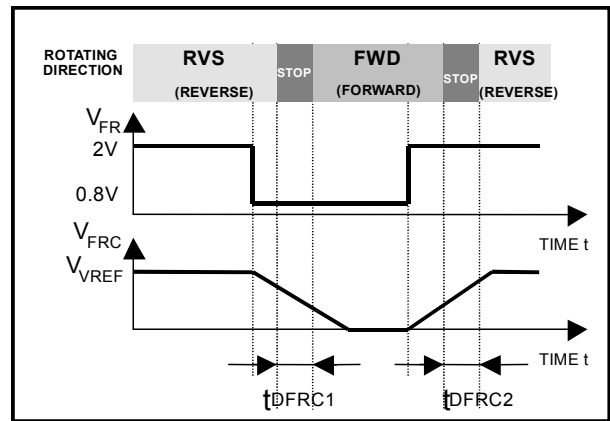 ROTATING DIRECTION
RVS
(REVERSE)
STOP
FWD
(FORWARD)
STOP
RVS
(REVERSE)
VFR
2V
0.8V
TIME t
VFRC
VVREF
TIME t
tDFRC1
tDFRC2